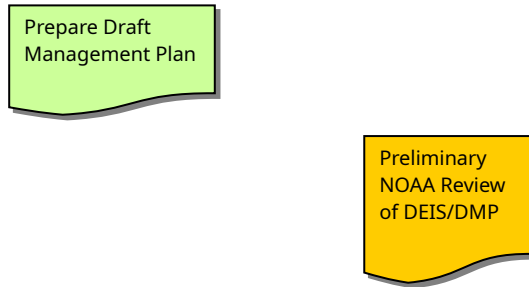 Prepare Draft
Management Plan
Preliminary
NOAA Review
of DEIS/DMP